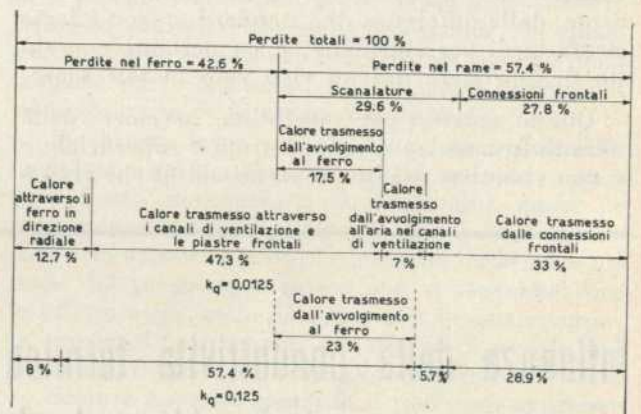 Perdite totali = 100 %
Perdite nel ferro = 42.6 %
Perdite nel rame = 57,4 %
Scanalature
29.6 %
Connessioni frontali
27.8 %
Calore trasmesso
dall'avvolgimento
al ferro
17,5 %
Calore
attraverso il
ferro in
direzione
radiale
12,7 %
Calore trasmesso attraverso
i canali di ventilazione e
le piastre frontali
47,3 %
Calore
trasmesso
dall'avvolgimento
all'aria nei canali
di ventilazione
7 %
Calore trasmesso
dalle connessioni
frontali
33 %
kq = 0,0125
Calore trasmesso
dall'avvolgimento
al ferro
23 %
8 %
57.4 %
5,7 %
28,9 %
kq = 0,125